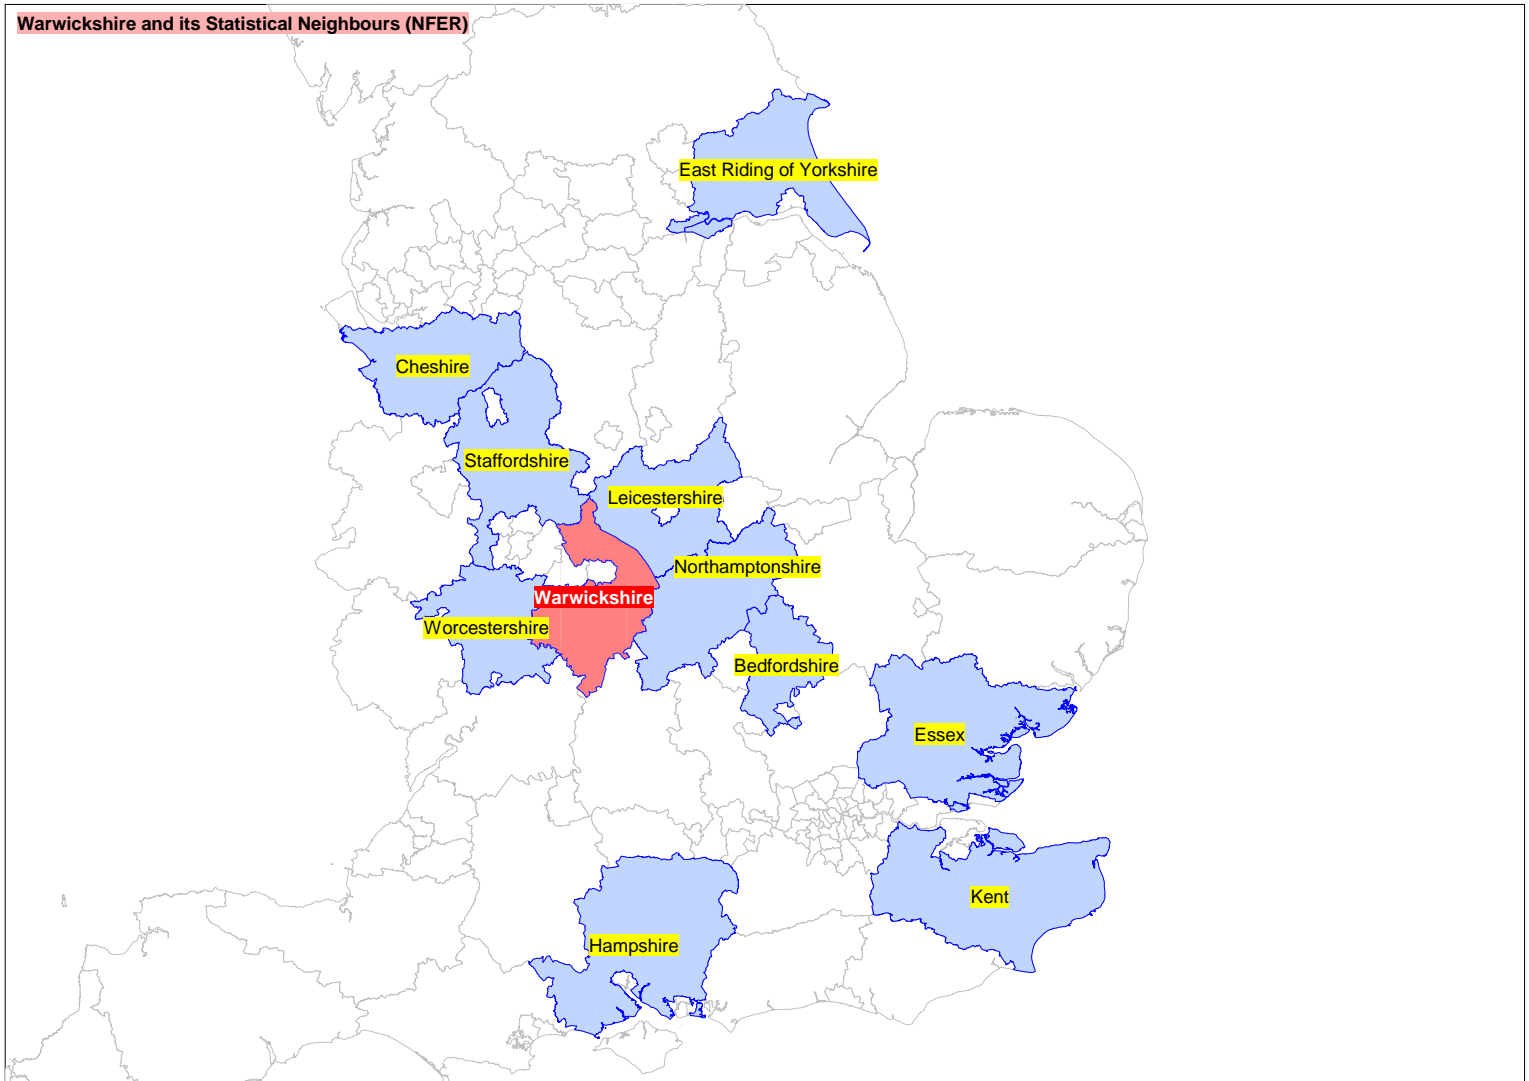 Warwickshire and its Statistical Neighbours (NFER)
East Riding of Yorkshire
Cheshire
Staffordshire
Leicestershire
Northamptonshire
Warwickshire
Worcestershire
Bedfordshire
Essex
Kent
Hampshire